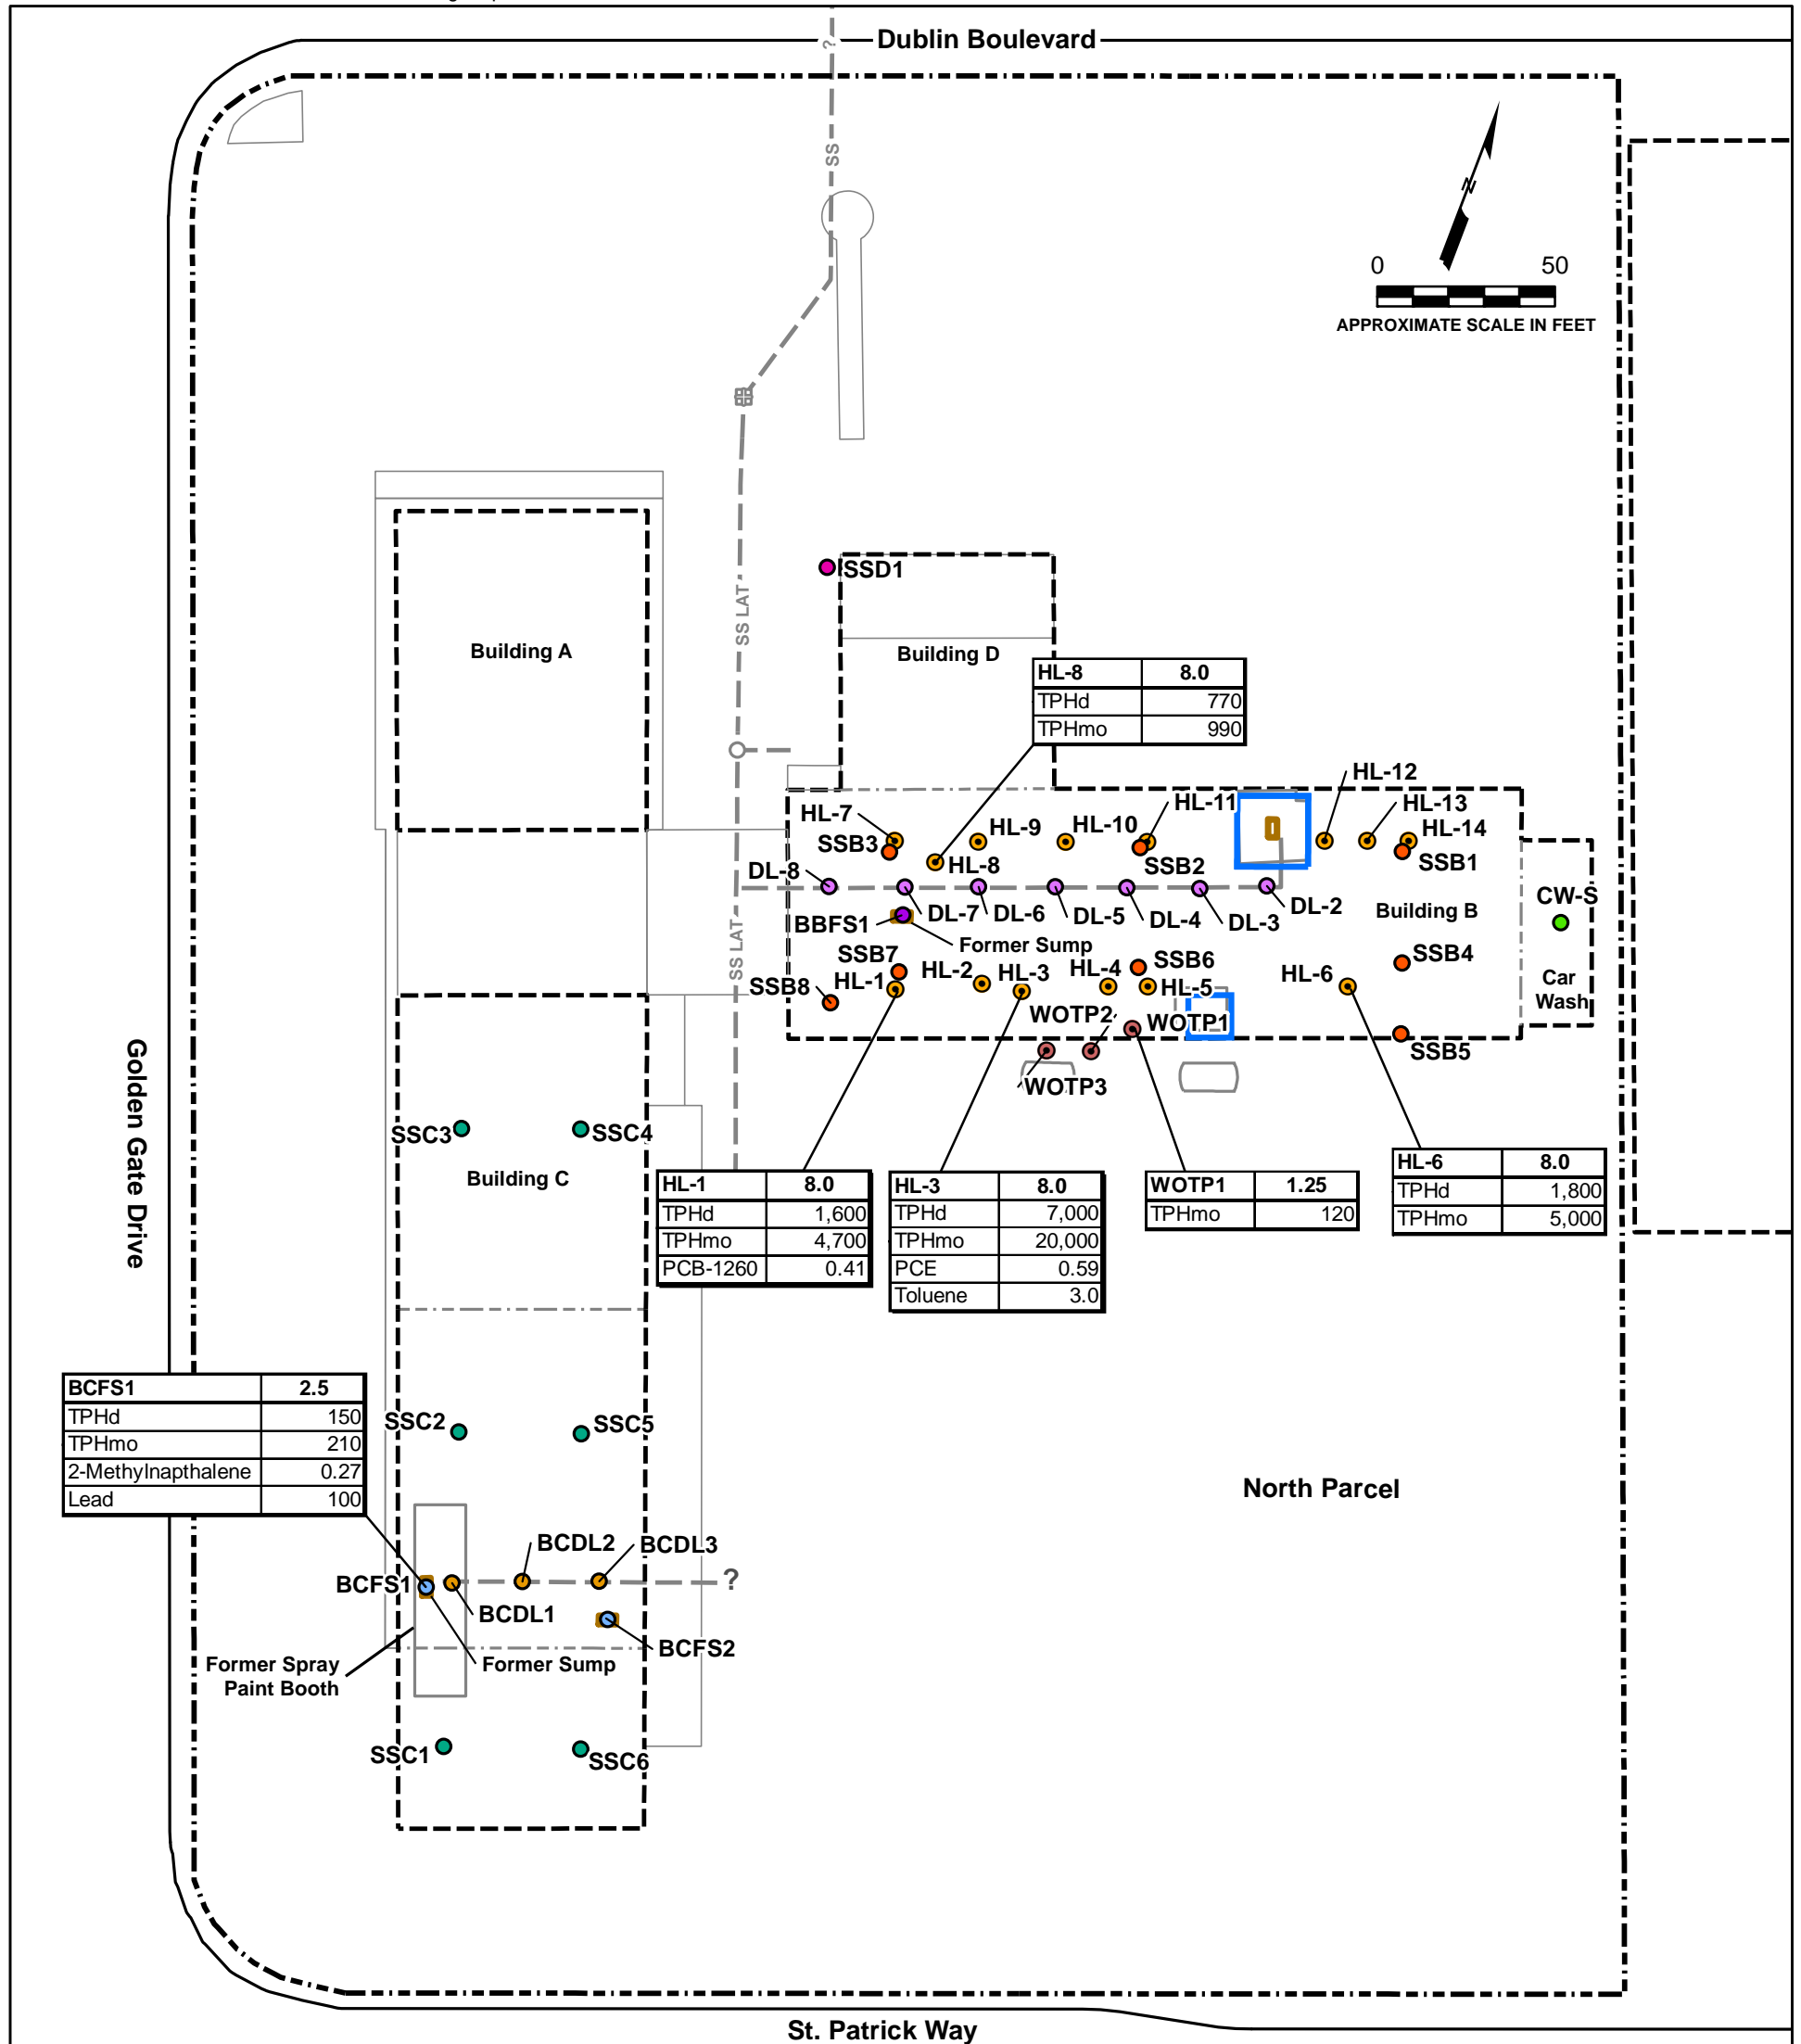 Dublin Boulevard
?
SS
N
0 50
APPROXIMATE SCALE IN FEET
SSD1
SS LAT
Building A
Building D
HL-8 8.0
TPHd 770
TPHmo 990
HL-12
HL-7
HL-9
HL-10
HL-11
HL-13
HL-14
SSB3
HL-8
SSB2
SSB1
DL-8
DL-7
DL-6
DL-5
DL-4
DL-3
DL-2
Building B
CW-S
BBFS1
Former Sump
SS LAT
SSB7
SSB6
SSB4
HL-1
HL-2
HL-3
HL-4
HL-5
HL-6
Car
Wash
SSB8
WOTP2
WOTP1
SSB5
WOTP3
Golden Gate Drive
SSC3
SSC4
Building C
HL-1 8.0
TPHd 1,600
TPHmo 4,700
PCB-1260 0.41
HL-3 8.0
TPHd 7,000
TPHmo 20,000
PCE 0.59
Toluene 3.0
WOTP1 1.25
TPHmo 120
HL-6 8.0
TPHd 1,800
TPHmo 5,000
BCFS1 2.5
TPHd 150
TPHmo 210
2-Methylnapthalene 0.27
Lead 100
SSC2
SSC5
North Parcel
BCDL2
BCDL3
BCFS1
?
BCDL1
BCFS2
Former Spray
Paint Booth
Former Sump
SSC1
SSC6
St. Patrick Way